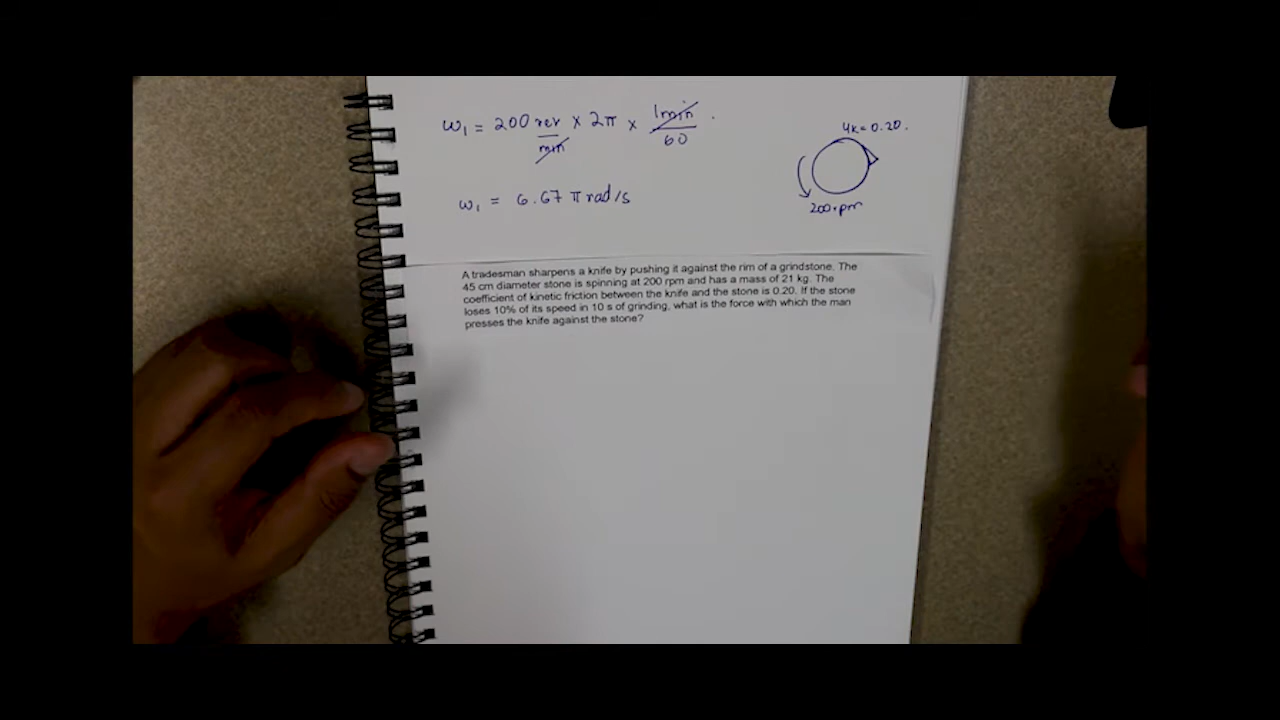 ω₁ = 200 rev/min × 2π × 1min/60 .
μk = 0.20.
200 rpm
ω₁ = 6.67 π rad/s
A tradesman sharpens a knife by pushing it against the rim of a grindstone. The
45 cm diameter stone is spinning at 200 rpm and has a mass of 21 kg. The
coefficient of kinetic friction between the knife and the stone is 0.20. If the stone
loses 10% of its speed in 10 s of grinding, what is the force with which the man
presses the knife against the stone?